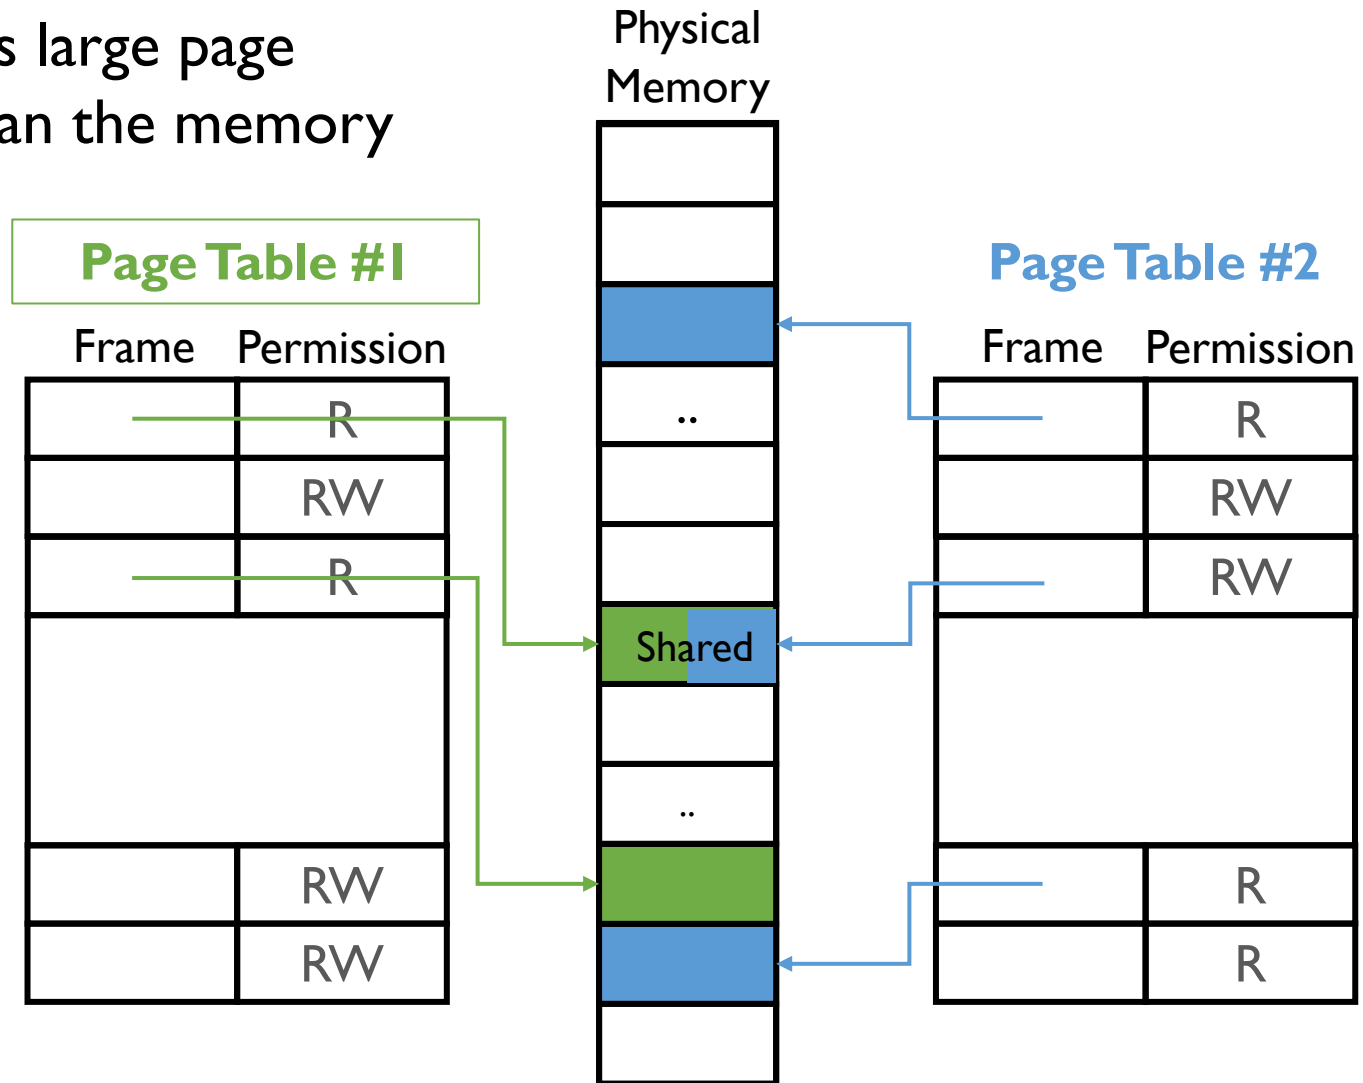 s large page
an the memory
Physical
Memory
Page Table #1
Frame Permission
R
RW
R
RW
RW
..
Shared
..
Page Table #2
Frame Permission
R
RW
RW
R
R